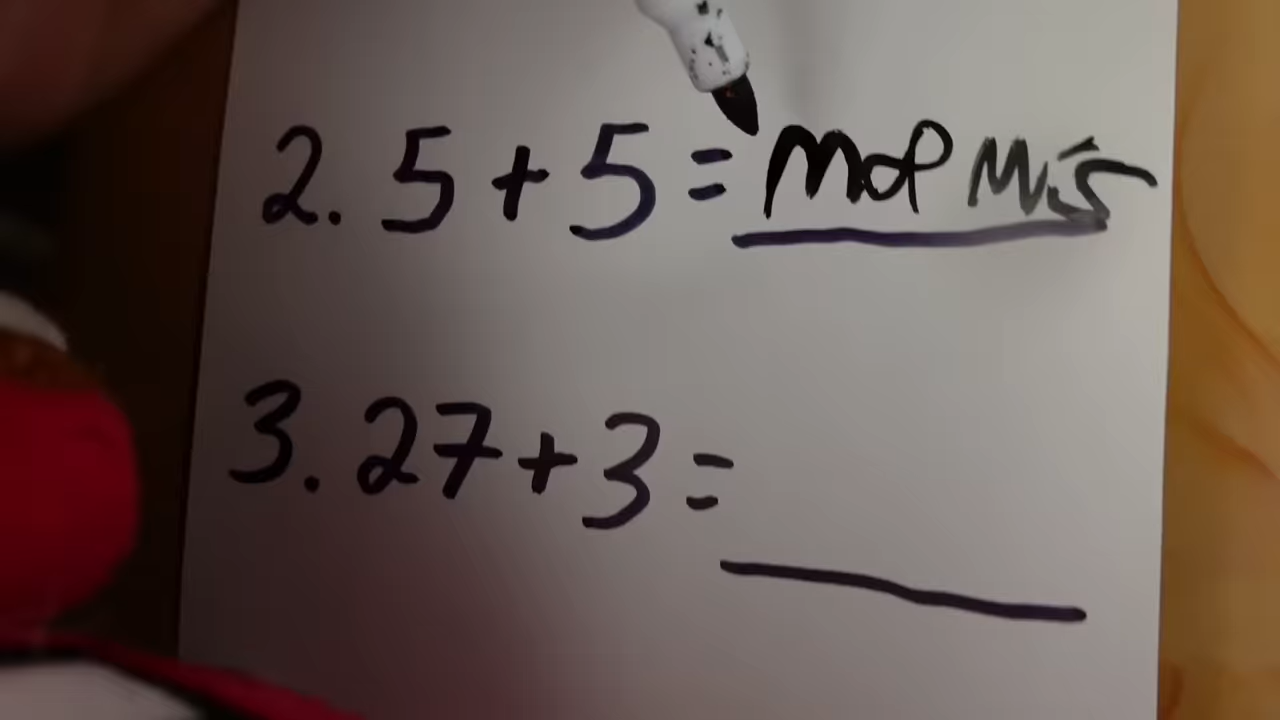 2. 5+5=
3. 27+3=